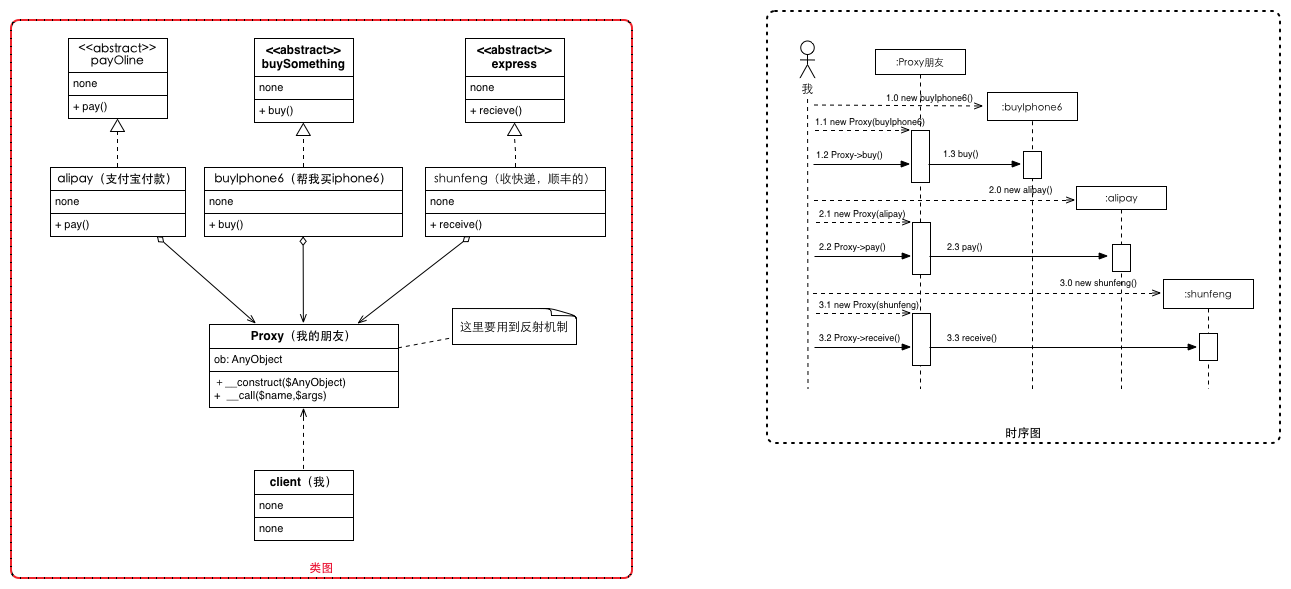 <<abstract>>
payOline
none
+ pay()
<<abstract>>
buySomething
none
+ buy()
<<abstract>>
express
none
+ recieve()
alipay（支付宝付款）
none
+ pay()
buyIphone6（帮我买iphone6）
none
+ buy()
shunfeng（收快递，顺丰的）
none
+ receive()
Proxy（我的朋友）
ob: AnyObject
+ __construct($AnyObject)
+ __call($name,$args)
这里要用到反射机制
client（我）
none
none
类图
我
:Proxy朋友
1.0 new buyIphone6()
:buyIphone6
1.1 new Proxy(buyIphone6)
1.2 Proxy->buy()
1.3 buy()
2.0 new alipay()
:alipay
2.1 new Proxy(alipay)
2.2 Proxy->pay()
2.3 pay()
3.0 new shunfeng()
:shunfeng
3.1 new Proxy(shunfeng)
3.2 Proxy->receive()
3.3 receive()
时序图